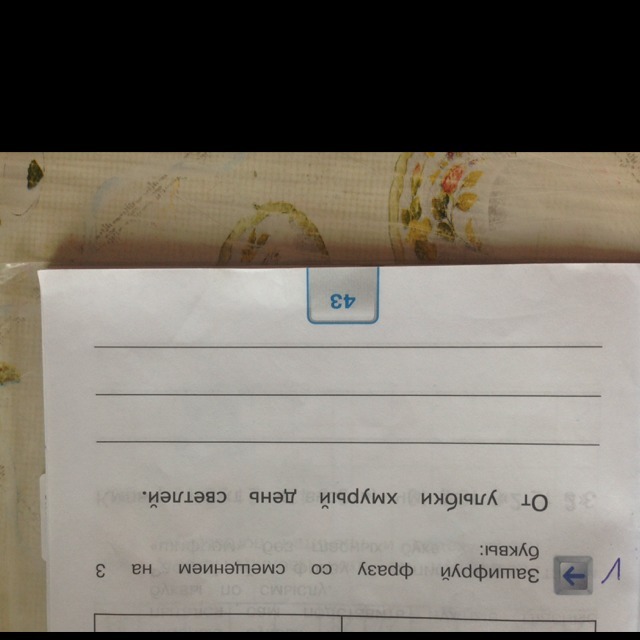 Зашифруй фразу со смещением на 3
буквы:
От улыбки хмурый день светлей.
43